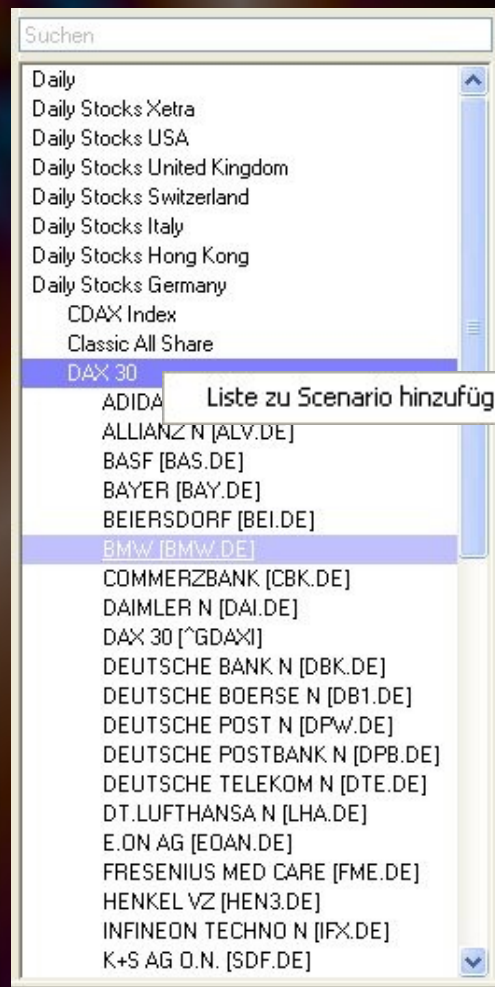 Suchen
Daily
Daily Stocks Xetra
Daily Stocks USA
Daily Stocks United Kingdom
Daily Stocks Switzerland
Daily Stocks Italy
Daily Stocks Hong Kong
Daily Stocks Germany
CDAX Index
Classic All Share
DAX 30
Liste zu Scenario hinzufüg
ADIDA
ALLIANZ N [ALV.DE]
BASF [BAS.DE]
BAYER [BAY.DE]
BEIERSDORF [BEI.DE]
BMW [BMW.DE]
COMMERZBANK [CBK.DE]
DAIMLER N [DAI.DE]
DAX 30 [^GDAXI]
DEUTSCHE BANK N [DBK.DE]
DEUTSCHE BOERSE N [DB1.DE]
DEUTSCHE POST N [DPW.DE]
DEUTSCHE POSTBANK N [DPB.DE]
DEUTSCHE TELEKOM N [DTE.DE]
DT.LUFTHANSA N [LHA.DE]
E.ON AG [EOAN.DE]
FRESENIUS MED CARE [FME.DE]
HENKEL VZ [HEN3.DE]
INFINEON TECHNO N [IFX.DE]
K+S AG O.N. [SDF.DE]